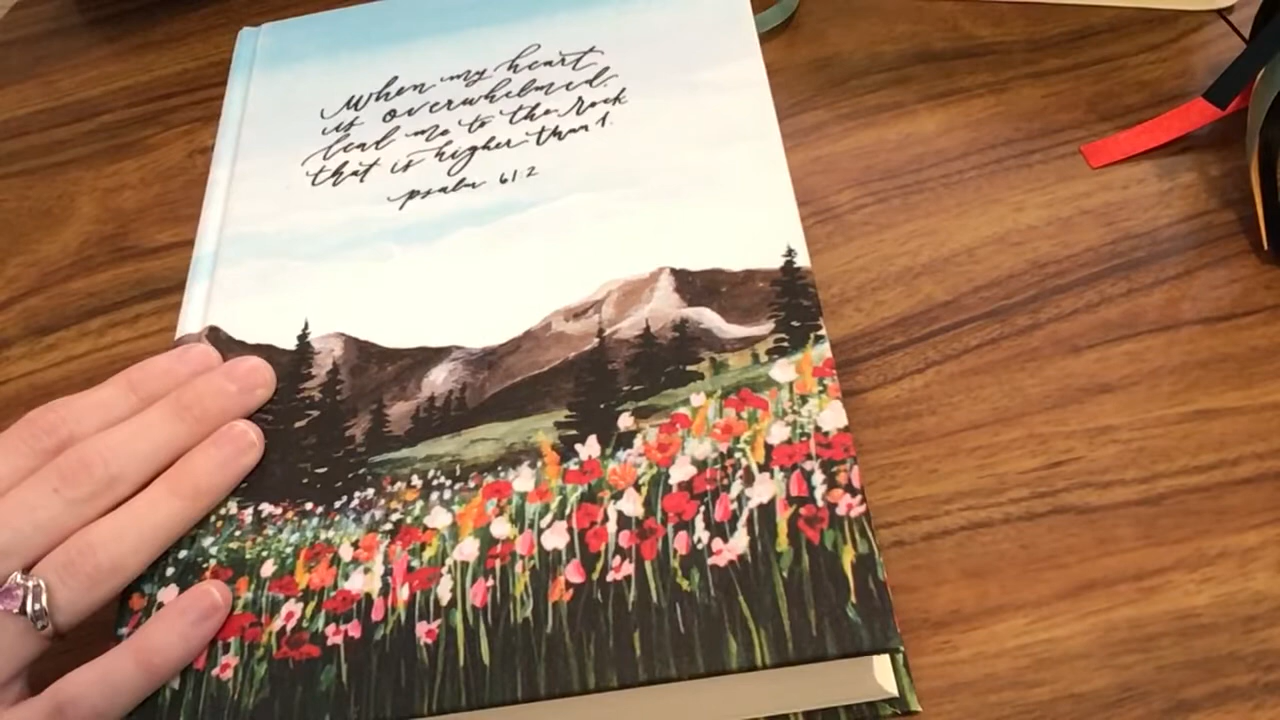 When my heart
is overwhelmed.
lead me to the rock
that is higher than I.
psalm 61:2